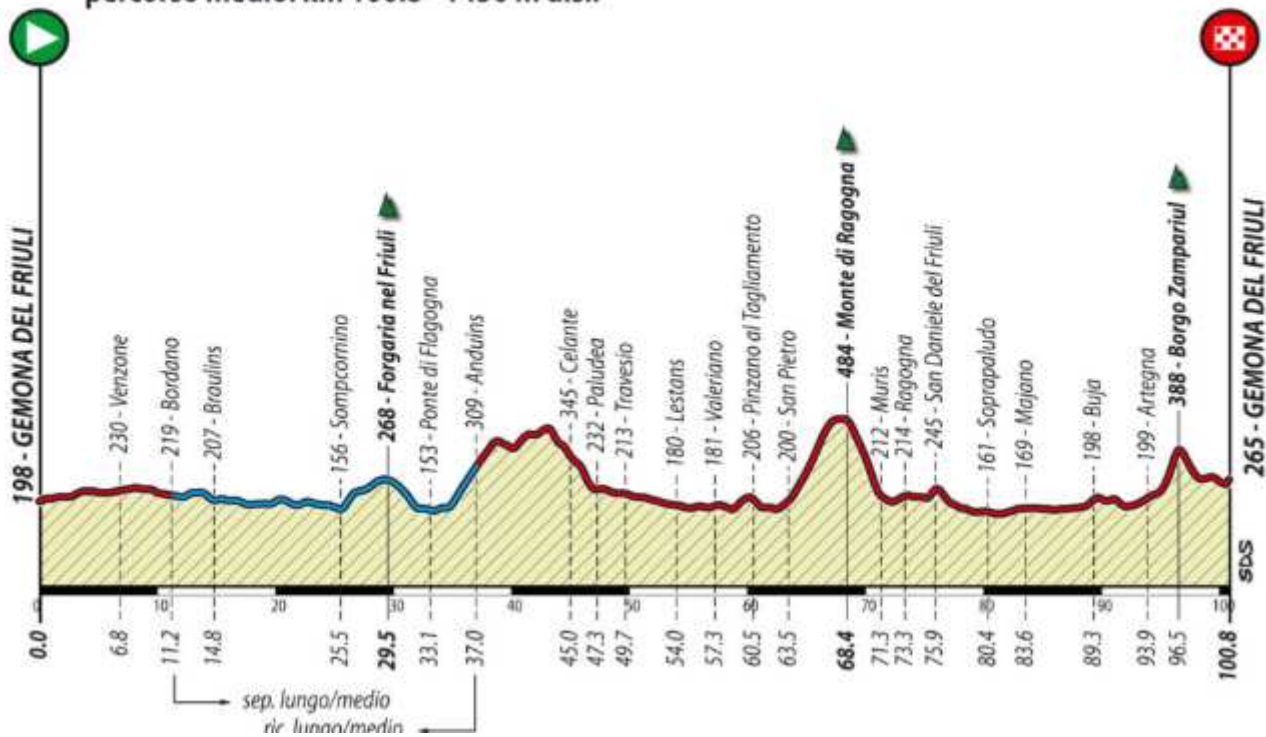 198 - GEMONA DEL FRIULI
230 - Venzone
219 - Bordano
207 - Braulins
156 - Sompcornino
268 - Forgaria nel Friuli
153 - Ponte di Flagogna
309 - Anduins
345 - Celante
232 - Paludea
213 - Travesio
180 - Lestans
181 - Valeriano
206 - Pinzano al Tagliamento
200 - San Pietro
484 - Monte di Ragogna
212 - Muris
214 - Ragogna
245 - San Daniele del Friuli
161 - Soprapaludo
169 - Majano
198 - Buja
199 - Artegna
388 - Borgo Zampariul
265 - GEMONA DEL FRIULI
SDS
0 10 20 30 40 50 60 70 80 90 100
0.0 6.8 11.2 14.8 25.5 29.5 33.1 37.0 45.0 47.3 49.7 54.0 57.3 60.5 63.5 68.4 71.3 73.3 75.9 80.4 83.6 89.3 93.9 96.5 100.8
sep. lungo/medio
ric. lungo/medio